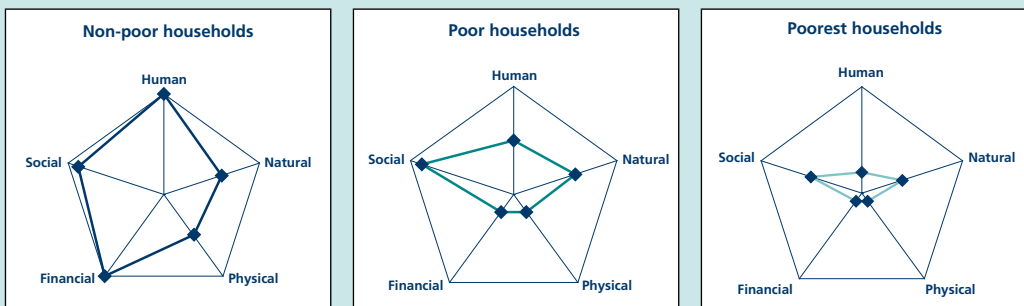 Non-poor households
Human
Social
Natural
Financial
Physical
Poor households
Human
Social
Natural
Financial
Physical
Poorest households
Human
Social
Natural
Financial
Physical